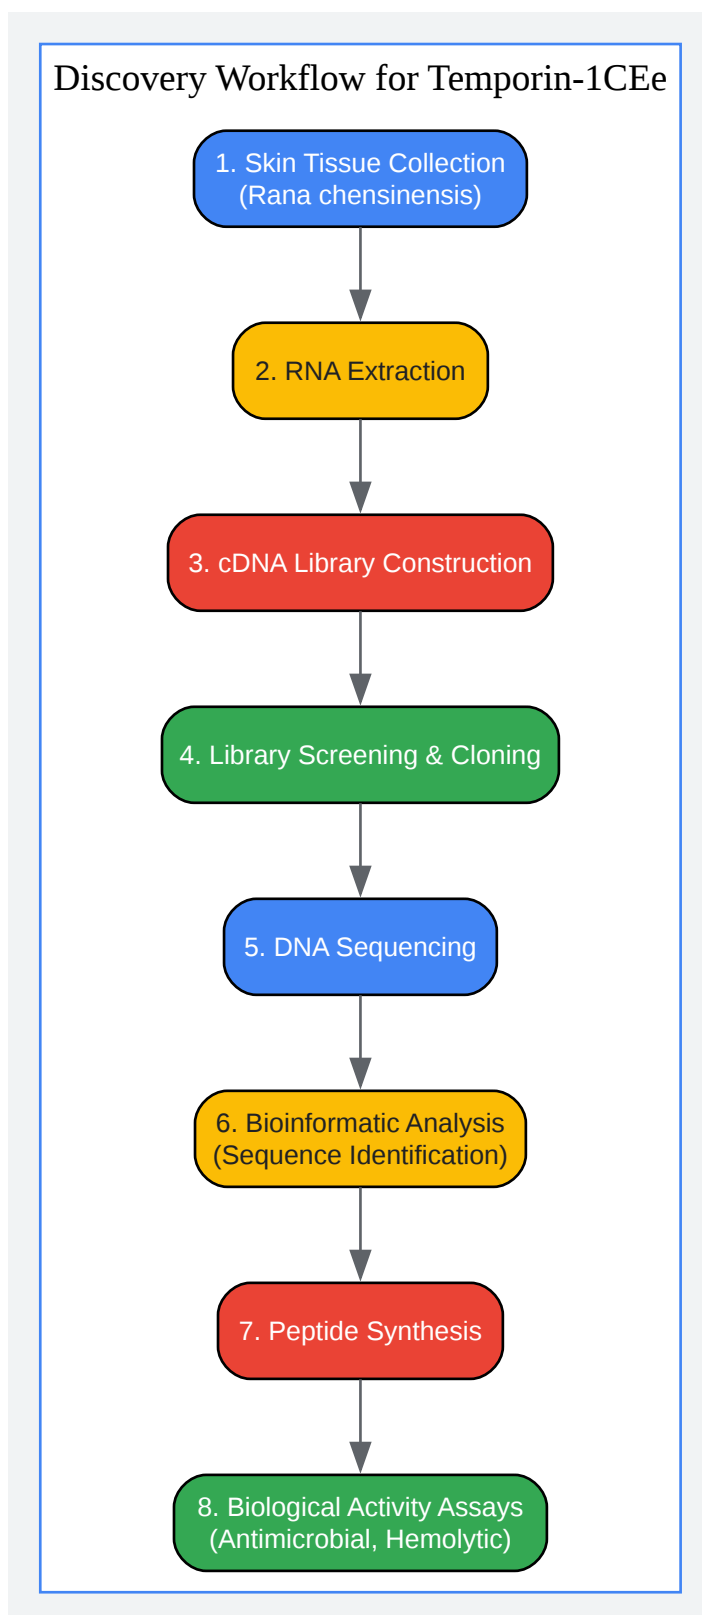 Discovery Workflow for Temporin-1CEe
1. Skin Tissue Collection
(Rana chensinensis)
2. RNA Extraction
3. cDNA Library Construction
4. Library Screening & Cloning
5. DNA Sequencing
6. Bioinformatic Analysis
(Sequence Identification)
7. Peptide Synthesis
8. Biological Activity Assays
(Antimicrobial, Hemolytic)